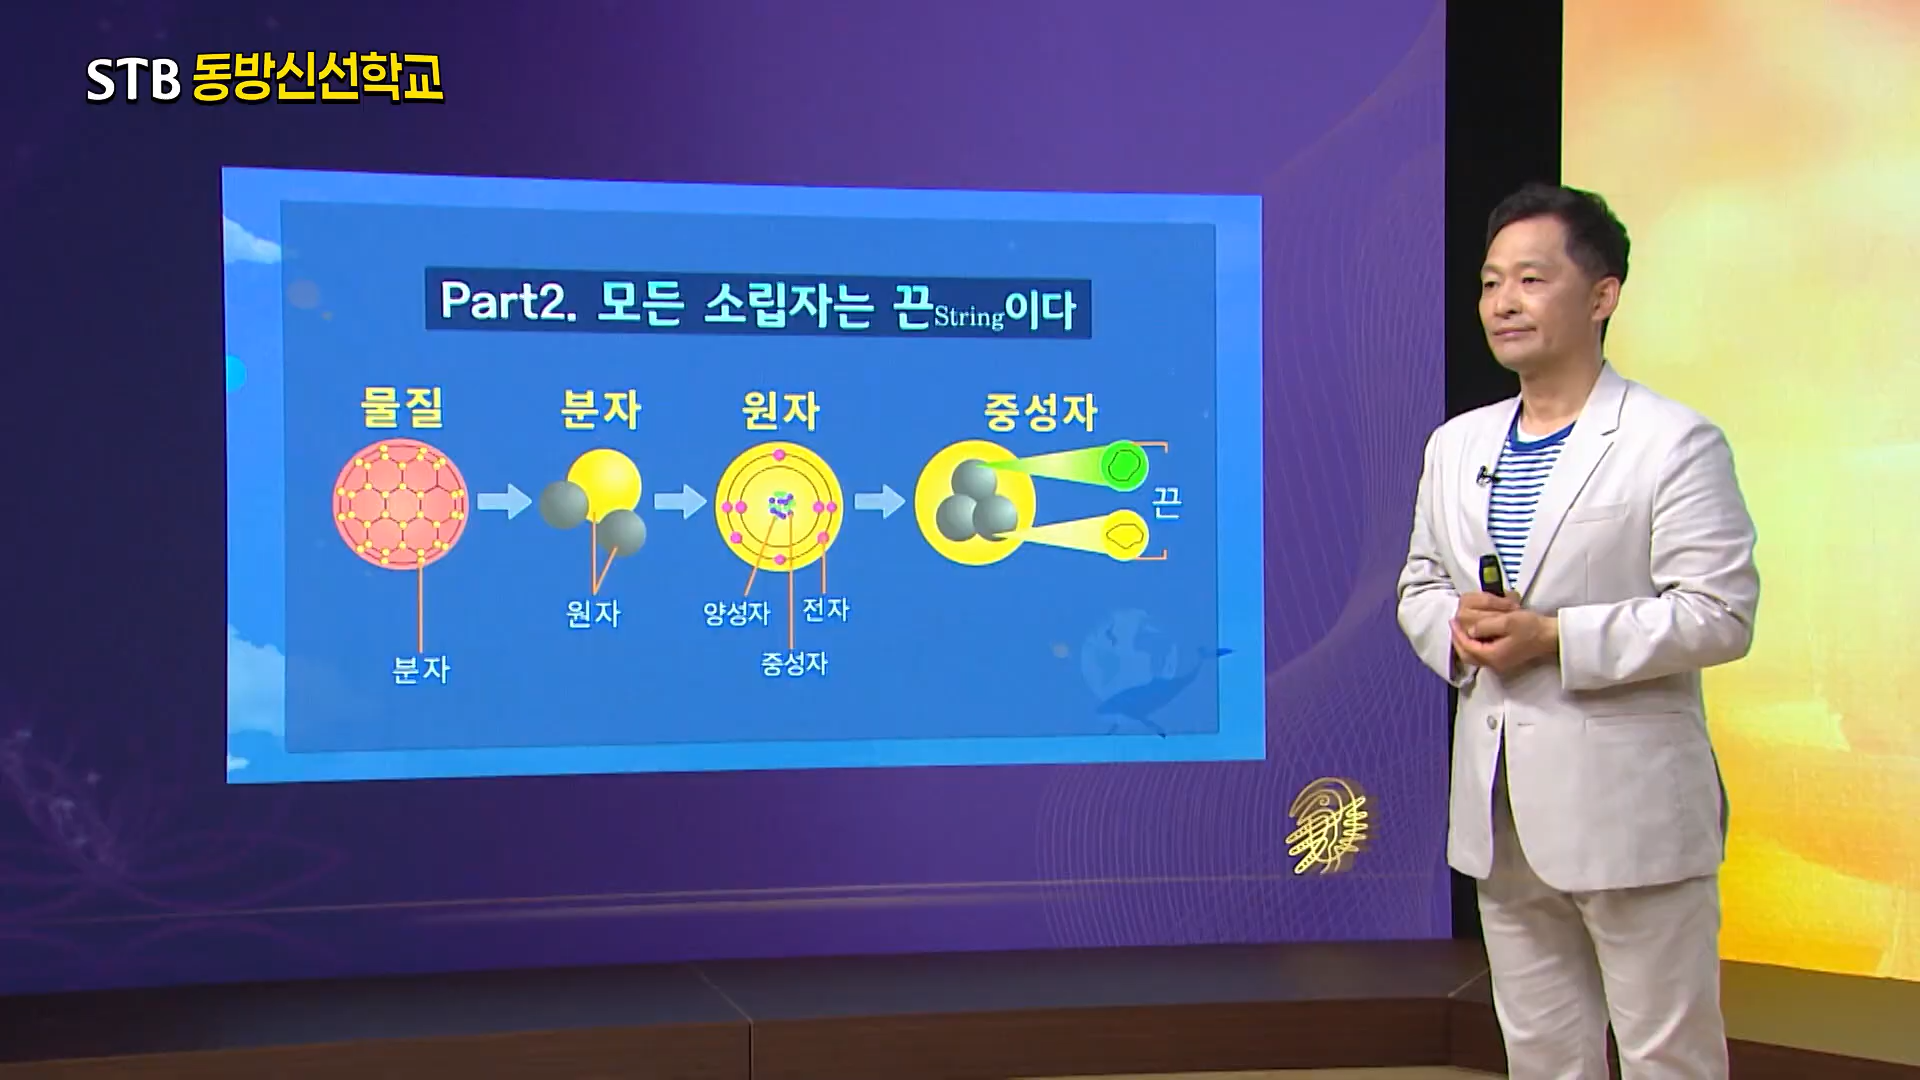 STB 동방신선학교
Part2. 모든 소립자는 끈String이다
물질
분자
원자
중성자
끈
원자
양성자
전자
중성자
분자